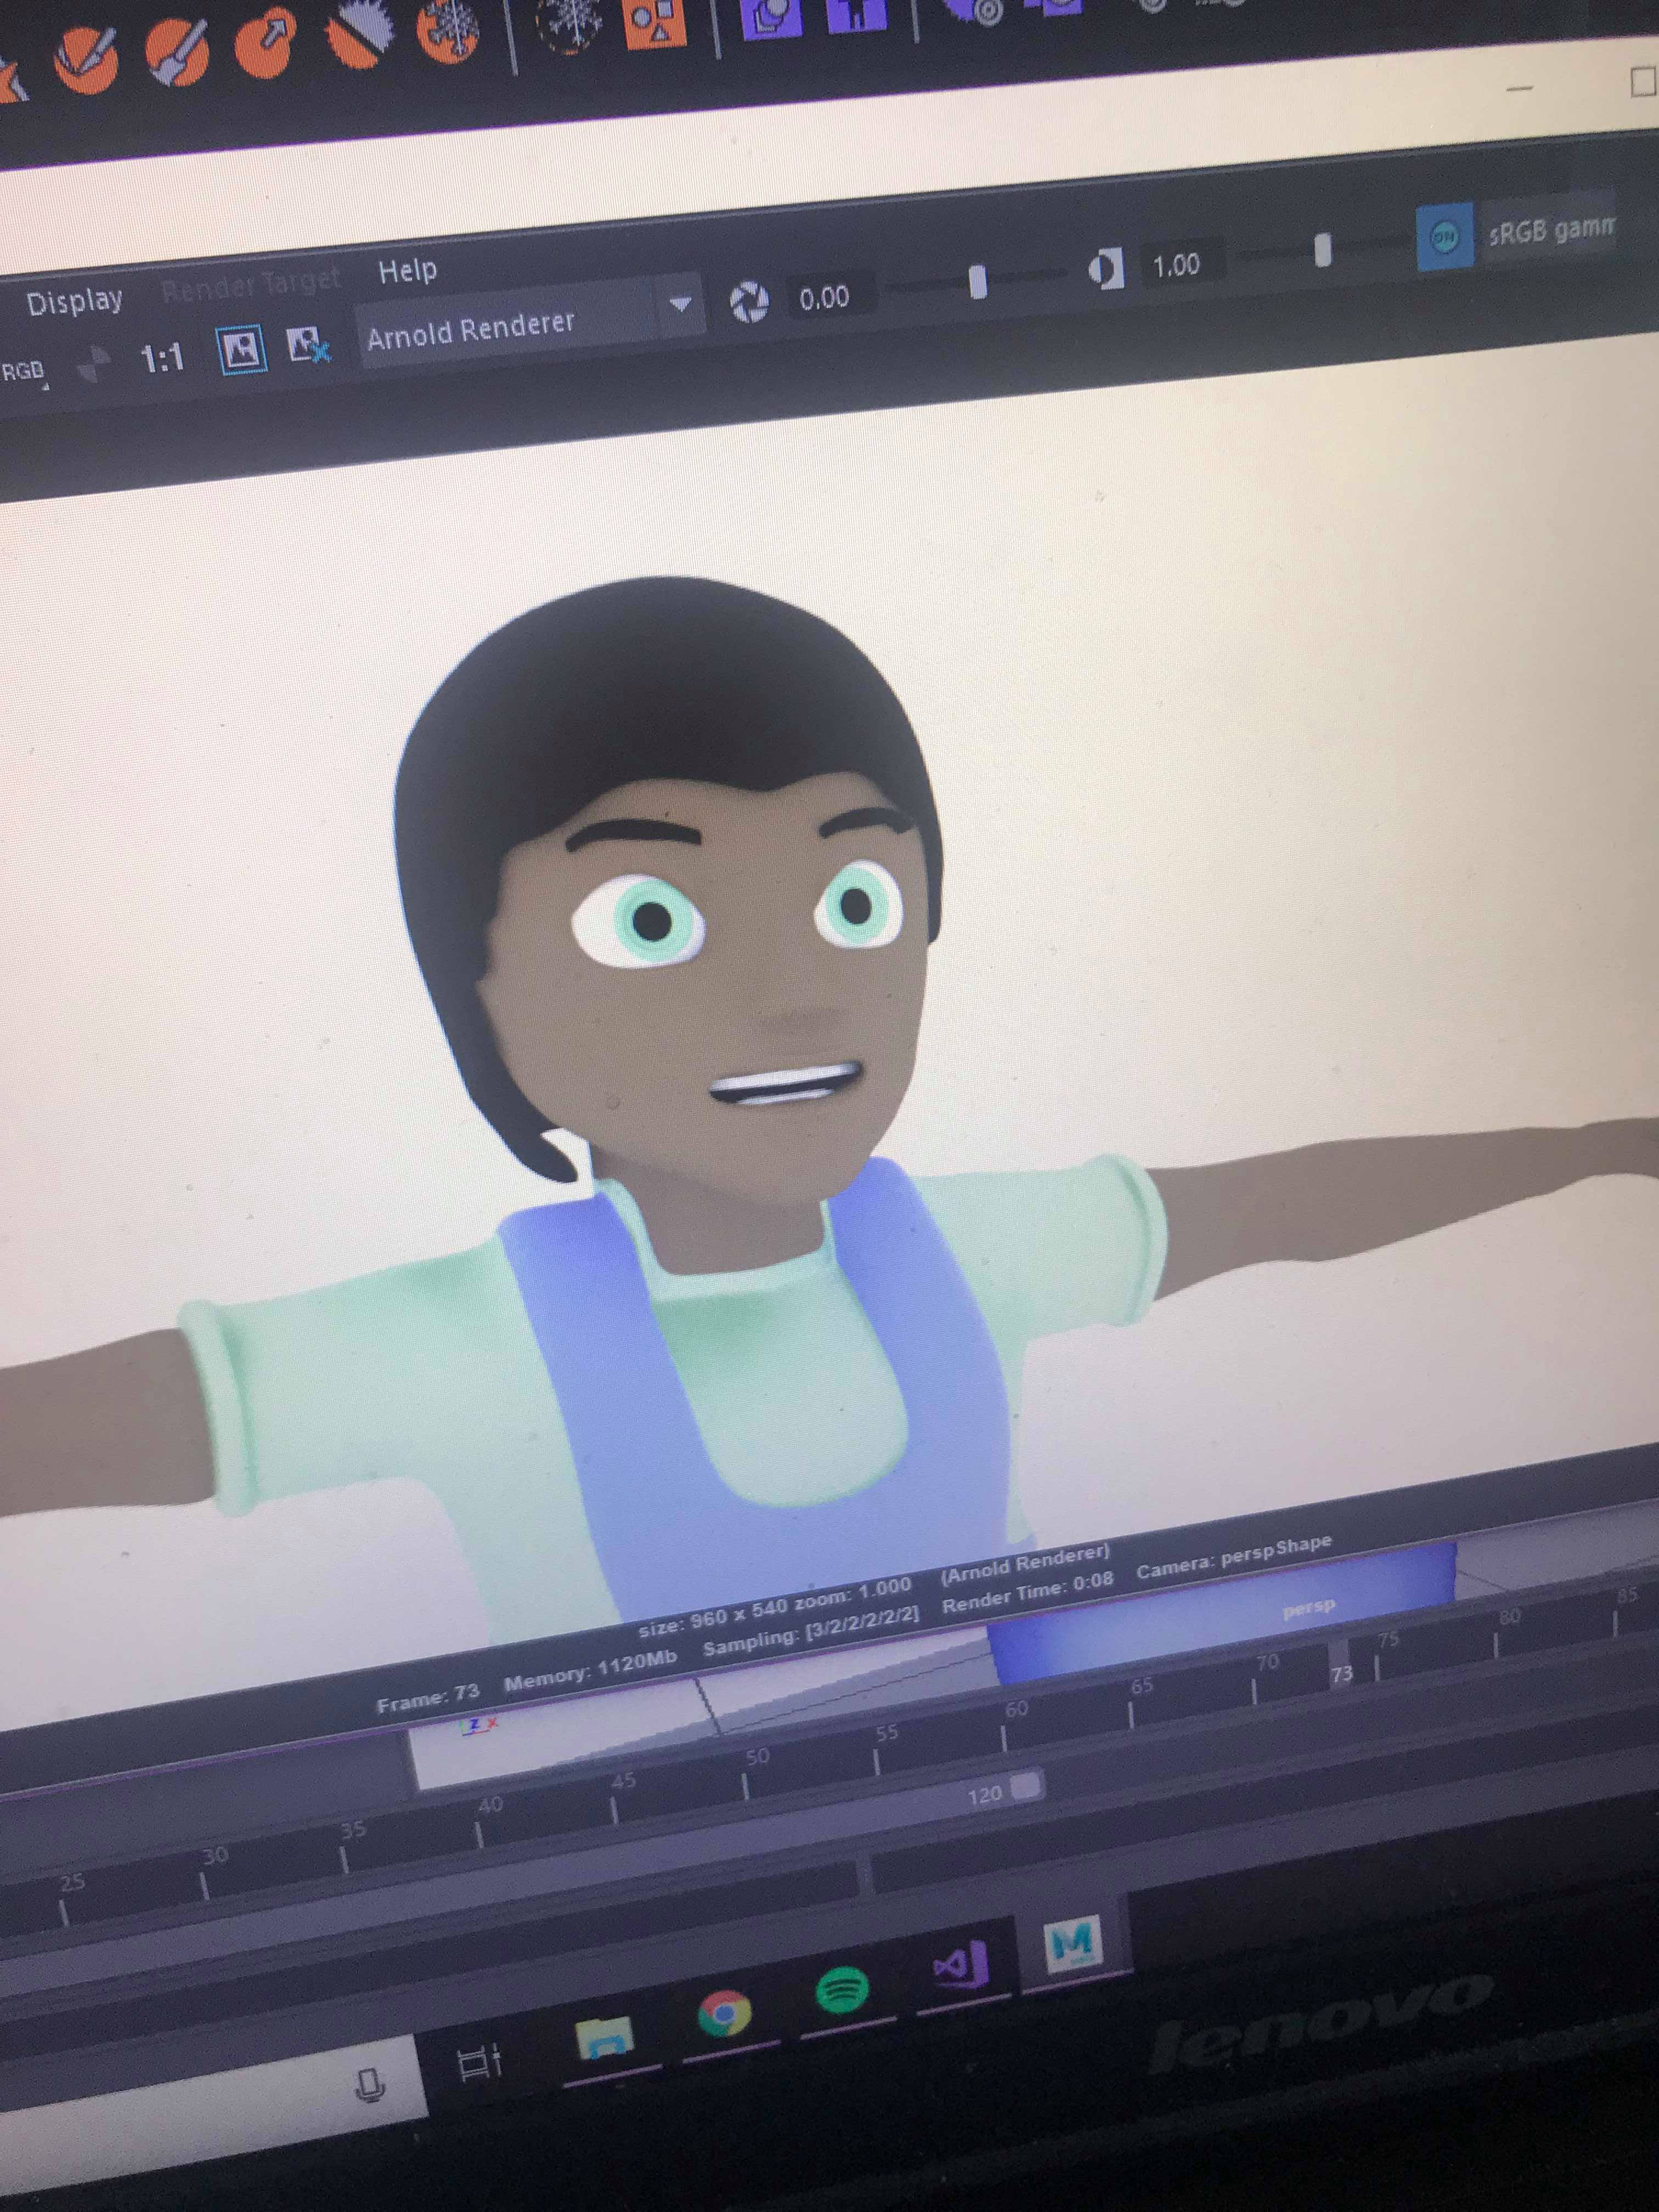 Display Render Target Help
RGB 1:1 Arnold Renderer 0.00 1.00 ON sRGB gamm
size: 960 x 540 zoom: 1.000 (Arnold Renderer)
Frame: 73 Memory: 1120Mb Sampling: [3/2/2/2/2/2] Render Time: 0:08 Camera: perspShape
persp
z x
25 30 35 40 45 50 55 60 65 70 73 75 80 85
120
M
lenovo